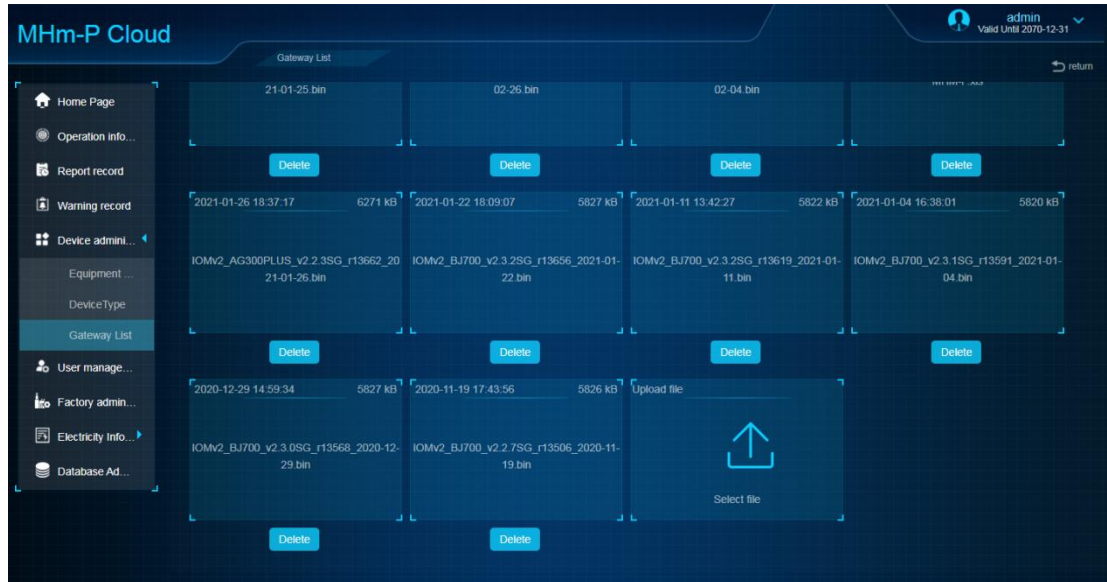 MHm-P Cloud
admin
Valid Until 2070-12-31
Gateway List
return
Home Page
Operation info...
Report record
Warning record
Device admini...
Equipment ...
DeviceType
Gateway List
User manage...
Factory admin...
Electricity Info...
Database Ad...
21-01-25.bin
02-26.bin
02-04.bin
Delete
Delete
Delete
Delete
2021-01-26 18:37:17 6271 kB
IOMv2_AG300PLUS_v2.2.3SG_r13662_20
21-01-26.bin
Delete
2021-01-22 18:09:07 5827 kB
IOMv2_BJ700_v2.3.2SG_r13656_2021-01-
22.bin
Delete
2021-01-11 13:42:27 5822 kB
IOMv2_BJ700_v2.3.2SG_r13619_2021-01-
11.bin
Delete
2021-01-04 16:38:01 5820 kB
IOMv2_BJ700_v2.3.1SG_r13591_2021-01-
04.bin
Delete
2020-12-29 14:59:34 5827 kB
IOMv2_BJ700_v2.3.0SG_r13568_2020-12-
29.bin
Delete
2020-11-19 17:43:56 5826 kB
IOMv2_BJ700_v2.2.7SG_r13506_2020-11-
19.bin
Delete
Upload file
Select file